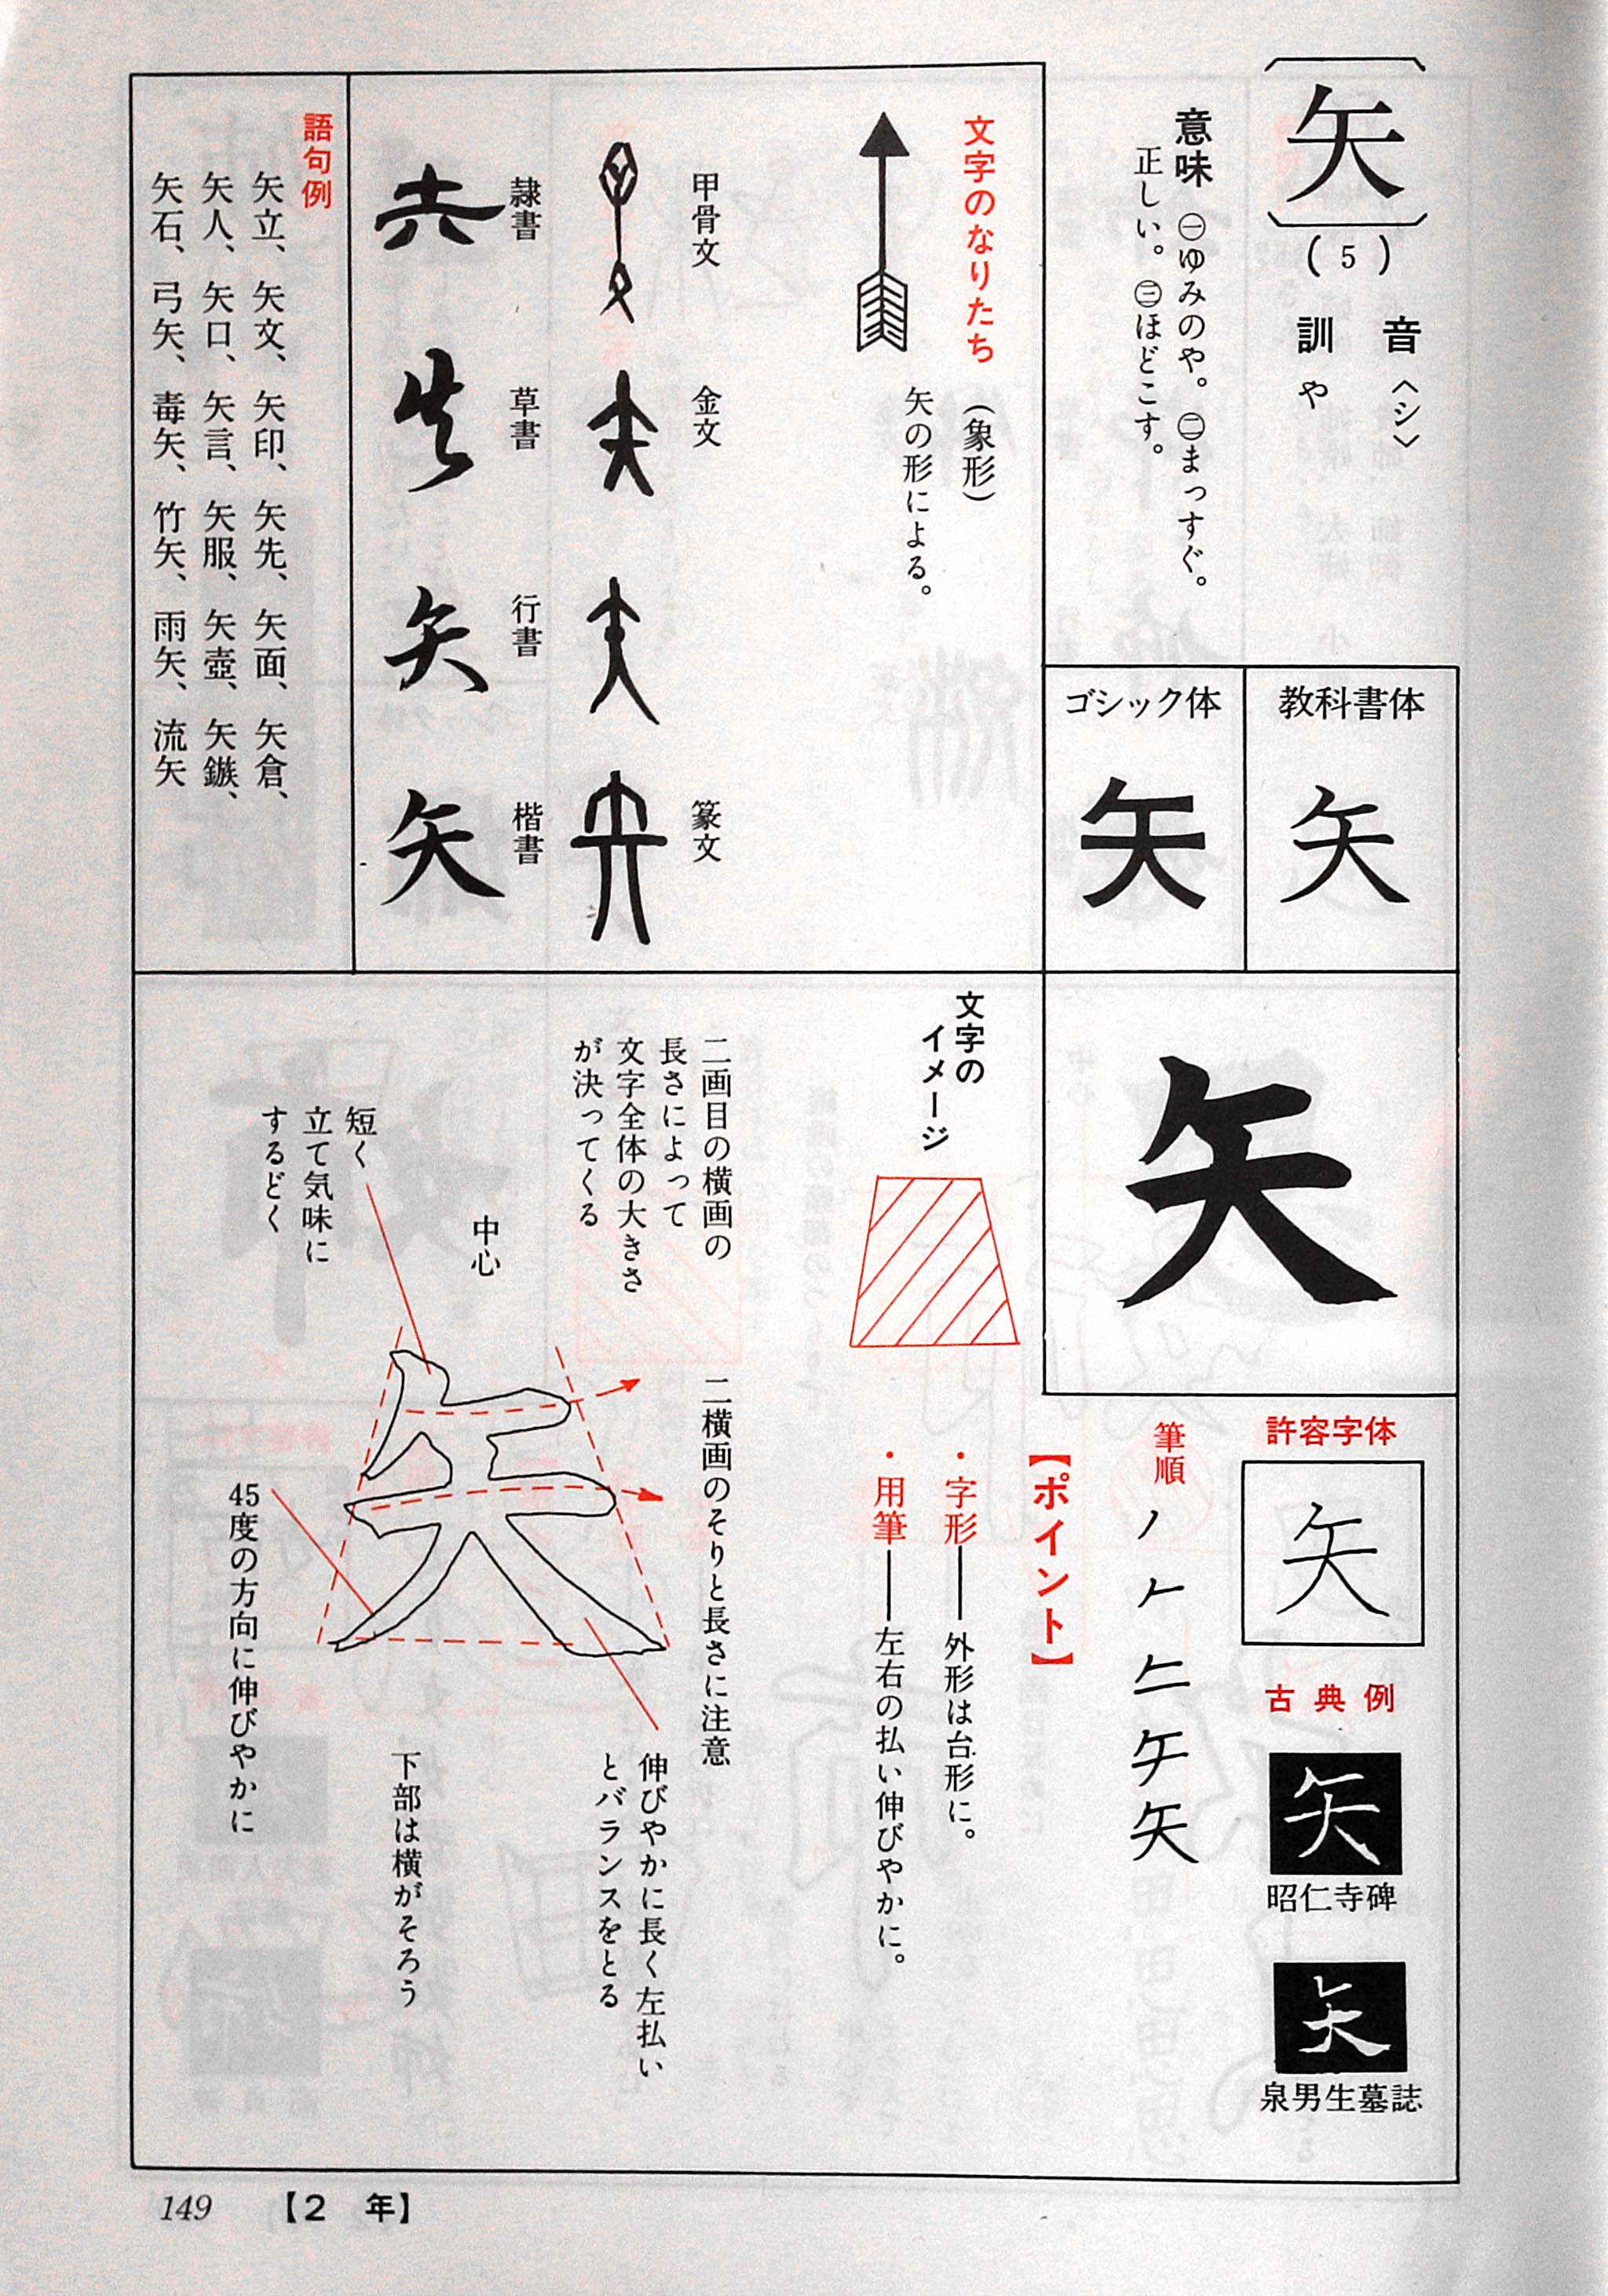 〔矢〕(5)
音〈シ〉
訓 や
意味 ㊀ゆみのや。㊁まっすぐ。
正しい。㊂ほどこす。
教科書体
矢
ゴシック体
矢
矢
文字のなりたち (象形)
矢の形による。
甲骨文 金文 篆文
隷書 草書 行書 楷書
矢 矢
語句例
矢立、矢文、矢印、矢先、矢面、矢倉、
矢人、矢口、矢言、矢服、矢壺、矢鏃、
矢石、弓矢、毒矢、竹矢、雨矢、流矢
許容字体
矢
古典例
矢
昭仁寺碑
矢
泉男生墓誌
筆順 ノ 𠂉 矢
【ポイント】
・字形──外形は台形に。
・用筆──左右の払い伸びやかに。
文字の
イメージ
二画目の横画の
長さによって
文字全体の大きさ
が決ってくる
二横画のそりと長さに注意
中心
短く
立て気味に
するどく
伸びやかに長く左払い
とバランスをとる
下部は横がそろう
45度の方向に伸びやかに
149 【2 年】